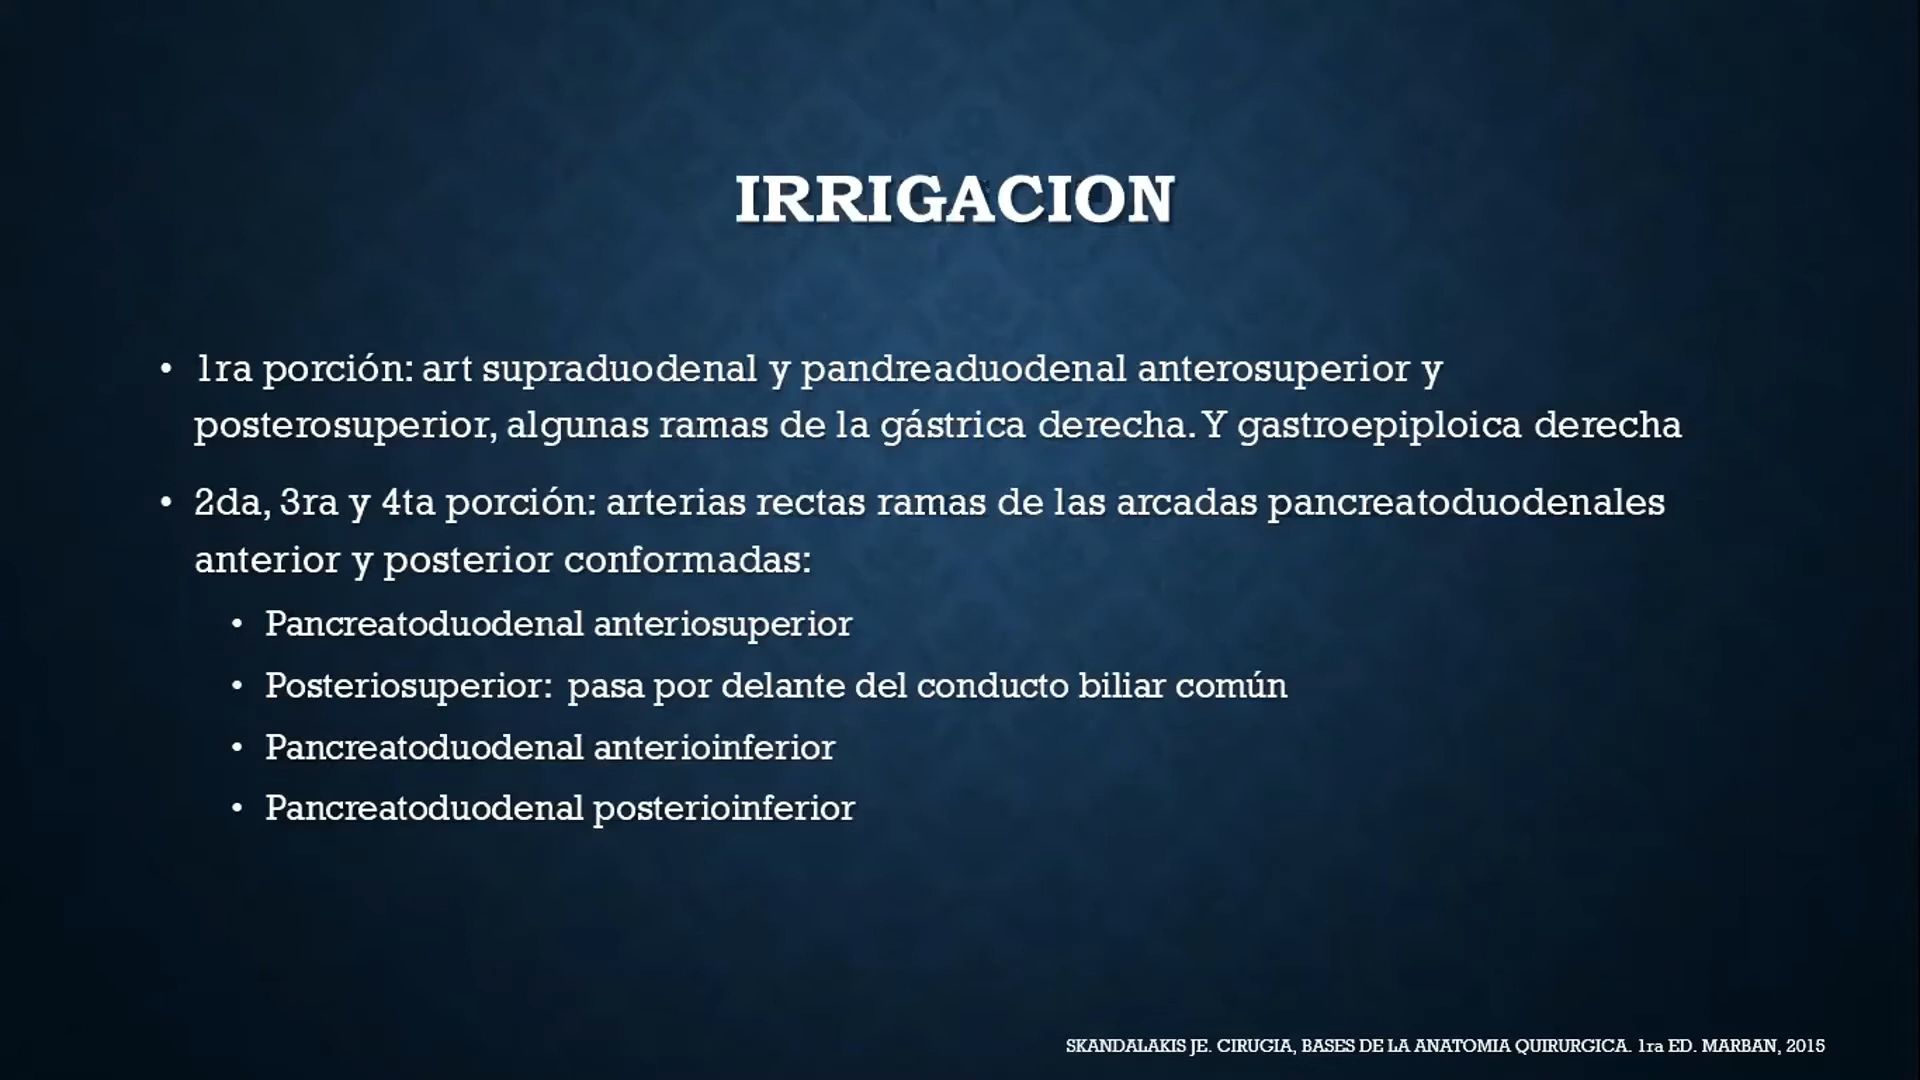 IRRIGACION
• 1ra porción: art supraduodenal y pandreaduodenal anterosuperior y
posterosuperior, algunas ramas de la gástrica derecha. Y gastroepiploica derecha
• 2da, 3ra y 4ta porción: arterias rectas ramas de las arcadas pancreatoduodenales
anterior y posterior conformadas:
• Pancreatoduodenal anteriosuperior
• Posteriosuperior: pasa por delante del conducto biliar común
• Pancreatoduodenal anterioinferior
• Pancreatoduodenal posterioinferior
SKANDALAKIS JE. CIRUGIA, BASES DE LA ANATOMIA QUIRURGICA. 1ra ED. MARBAN, 2015